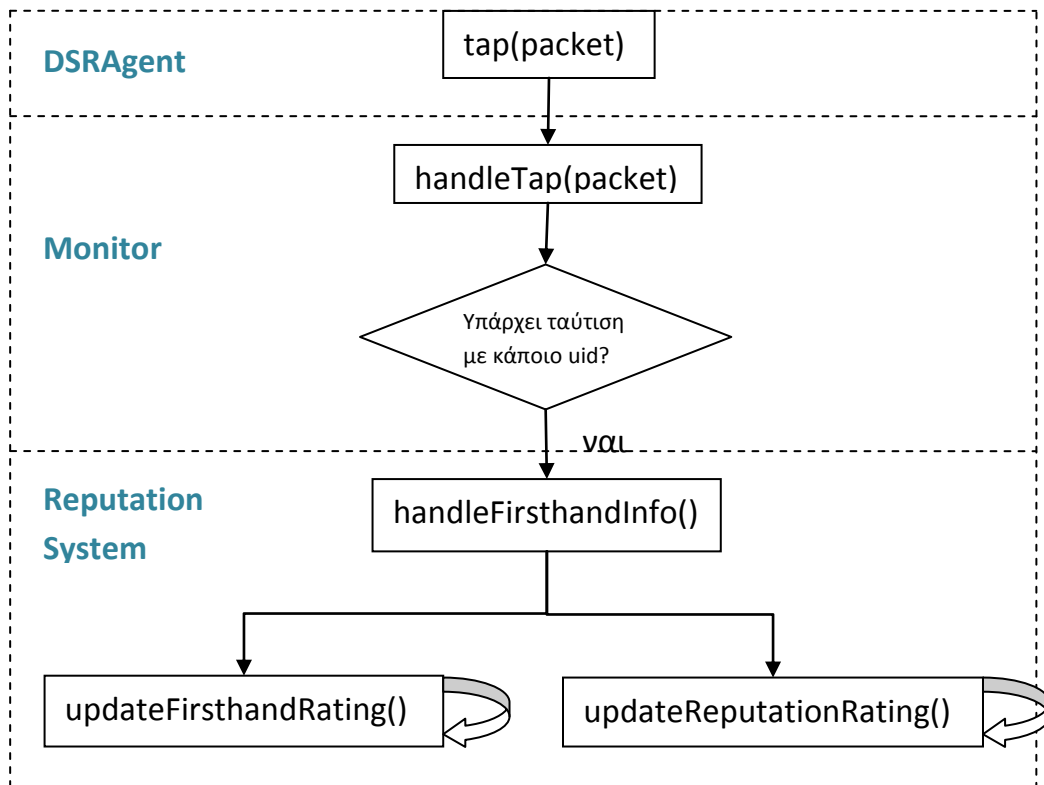 tap(packet)
DSRAgent
handleTap(packet)
Monitor
Υπάρχει ταύτιση
με κάποιο uid?
ναι
Reputation
System
handleFirsthandInfo()
updateFirsthandRating()
updateReputationRating()